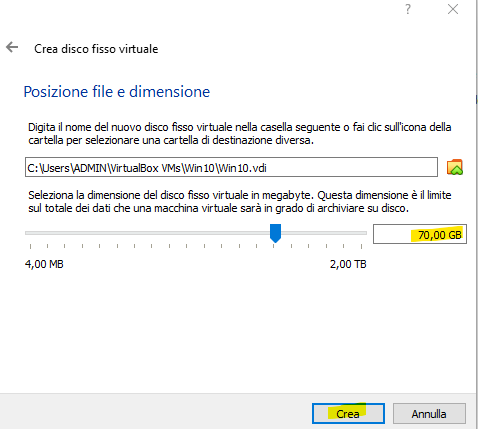 ?
Crea disco fisso virtuale
Posizione file e dimensione
Digita il nome del nuovo disco fisso virtuale nella casella seguente o fai clic sull'icona della
cartella per selezionare una cartella di destinazione diversa.
C:\Users\ADMIN\VirtualBox VMs\Win10\Win10.vdi
Seleziona la dimensione del disco fisso virtuale in megabyte. Questa dimensione è il limite
sul totale dei dati che una macchina virtuale sarà in grado di archiviare su disco.
70,00 GB
4,00 MB 2,00 TB
Crea Annulla